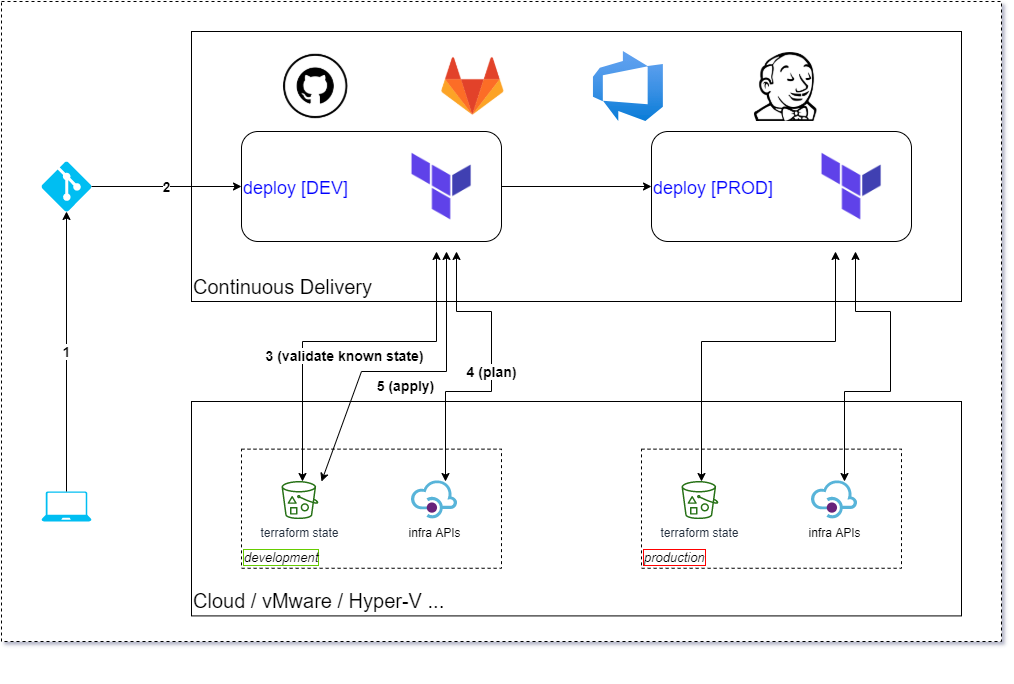 2
deploy [DEV]
deploy [PROD]
Continuous Delivery
1
3 (validate known state)
4 (plan)
5 (apply)
terraform state
infra APIs
development
terraform state
infra APIs
production
Cloud / vMware / Hyper-V ...